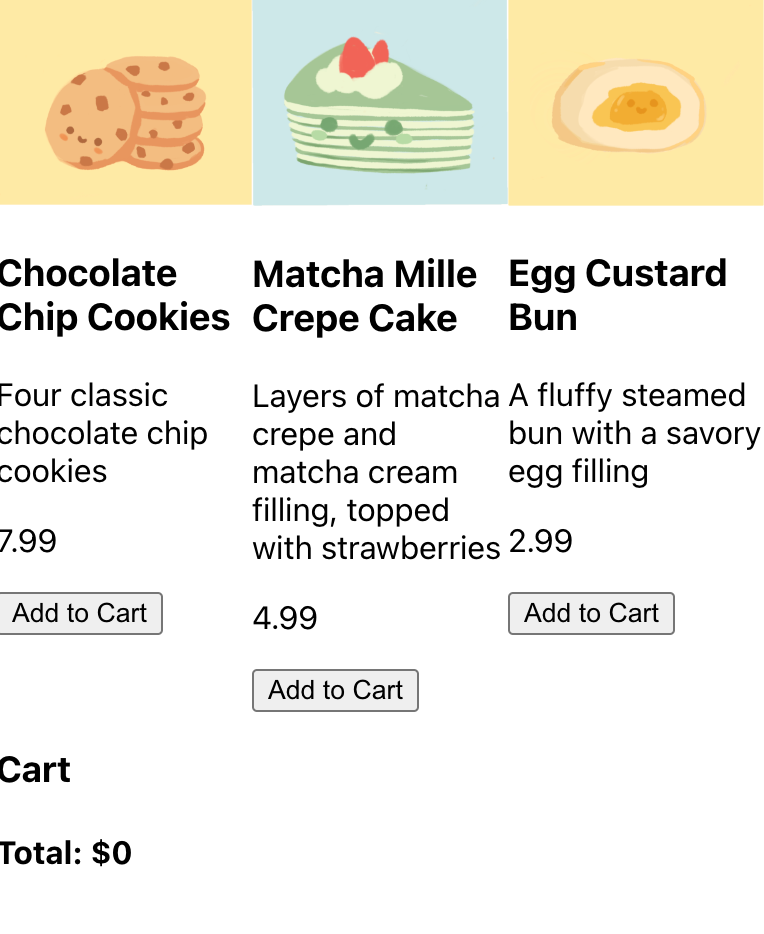 Chocolate
Chip Cookies
Four classic
chocolate chip
cookies
7.99
Add to Cart
Matcha Mille
Crepe Cake
Layers of matcha
crepe and
matcha cream
filling, topped
with strawberries
4.99
Add to Cart
Egg Custard
Bun
A fluffy steamed
bun with a savory
egg filling
2.99
Add to Cart
Cart
Total: $0